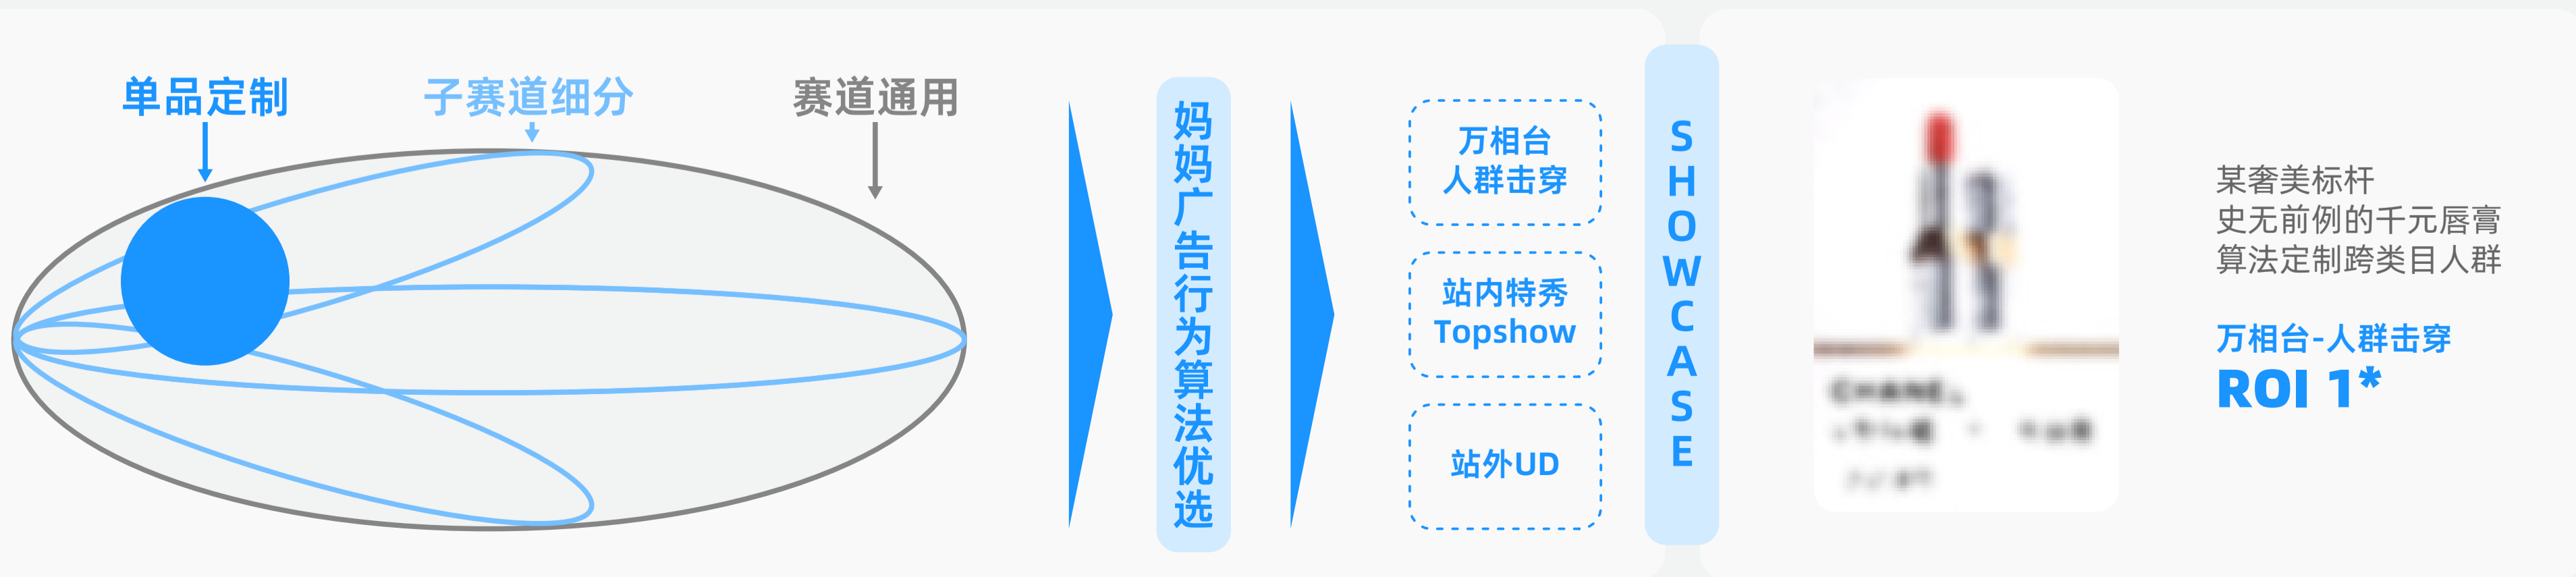 单品定制
子赛道细分
赛道通用
妈妈广告行为算法优选
万相台
人群击穿
站内特秀
Topshow
站外UD
SHOWCASE
某奢美标杆
史无前例的千元唇膏
算法定制跨类目人群
万相台-人群击穿
ROI 1*